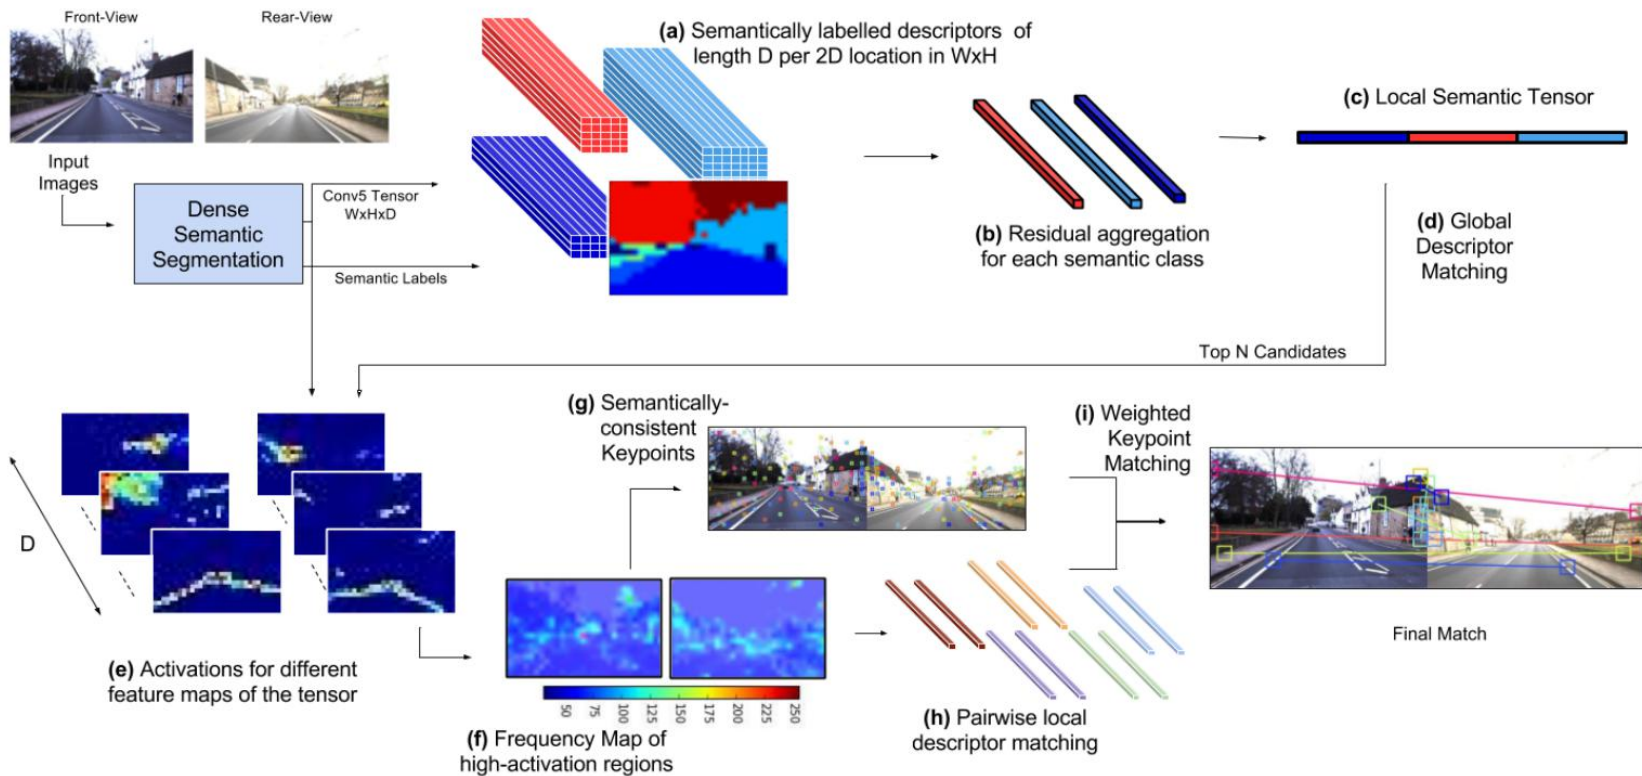 Front-View
Rear-View
Input
Images
Dense
Semantic
Segmentation
Conv5 Tensor
WxHxD
Semantic Labels
(a) Semantically labelled descriptors of
length D per 2D location in WxH
(b) Residual aggregation
for each semantic class
(c) Local Semantic Tensor
(d) Global
Descriptor
Matching
Top N Candidates
D
(e) Activations for different
feature maps of the tensor
(g) Semantically-
consistent
Keypoints
50 75 100 125 150 175 200 225 250
(f) Frequency Map of
high-activation regions
(h) Pairwise local
descriptor matching
(i) Weighted
Keypoint
Matching
Final Match